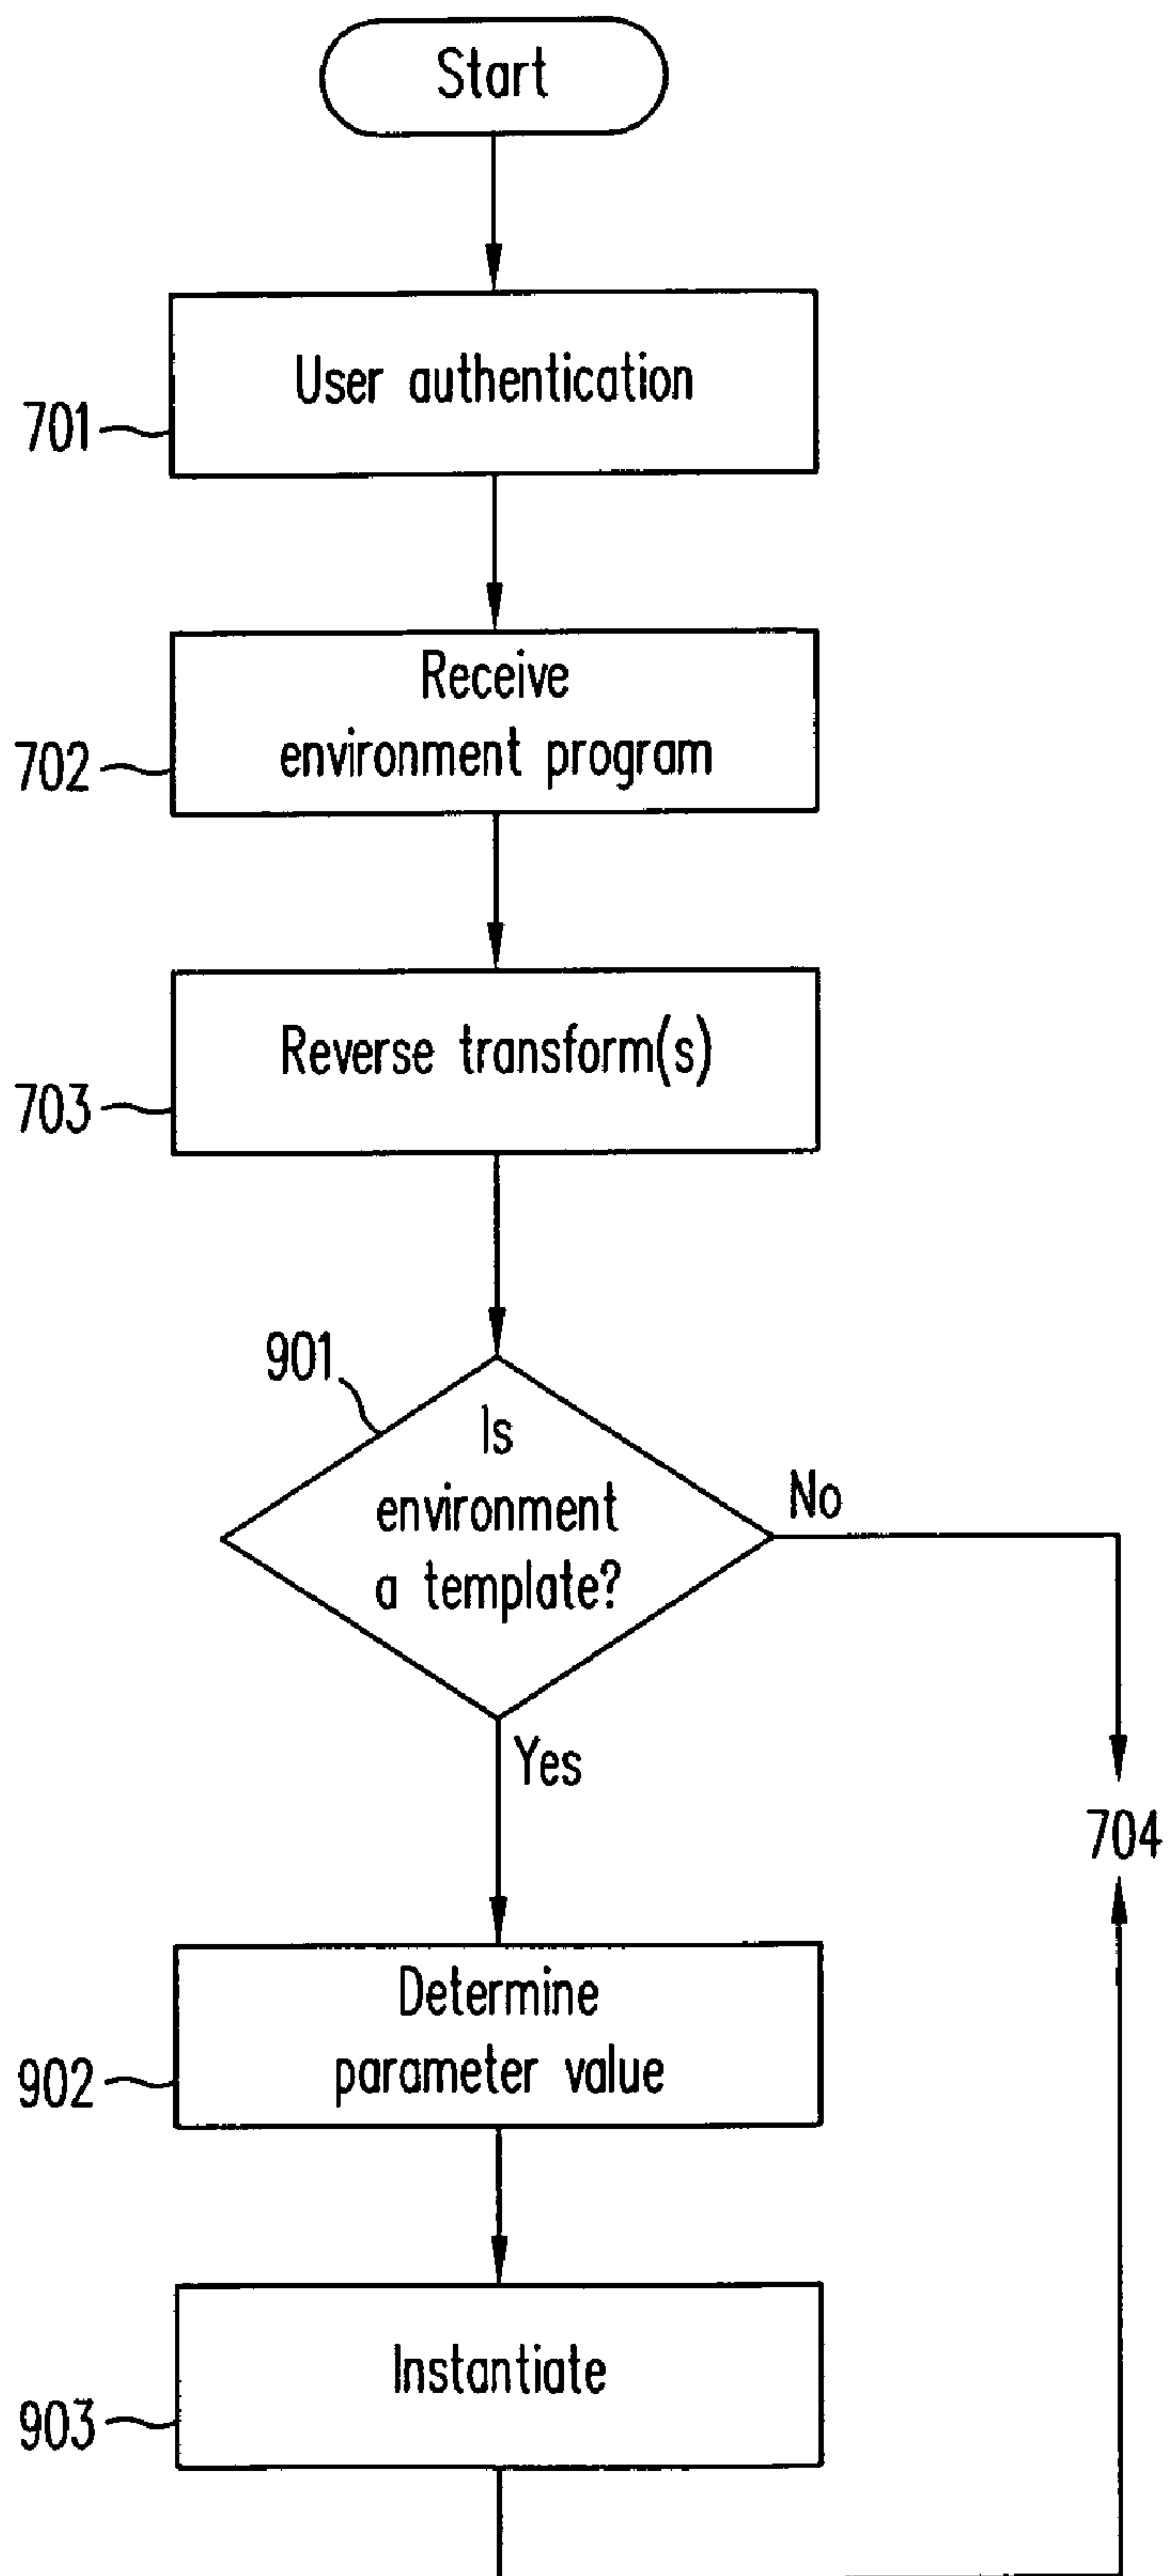 Start
User authentication
701
Receive
environment program
702
Reverse transform(s)
703
901
Is
environment
a template?
No
Yes
704
Determine
parameter value
902
Instantiate
903